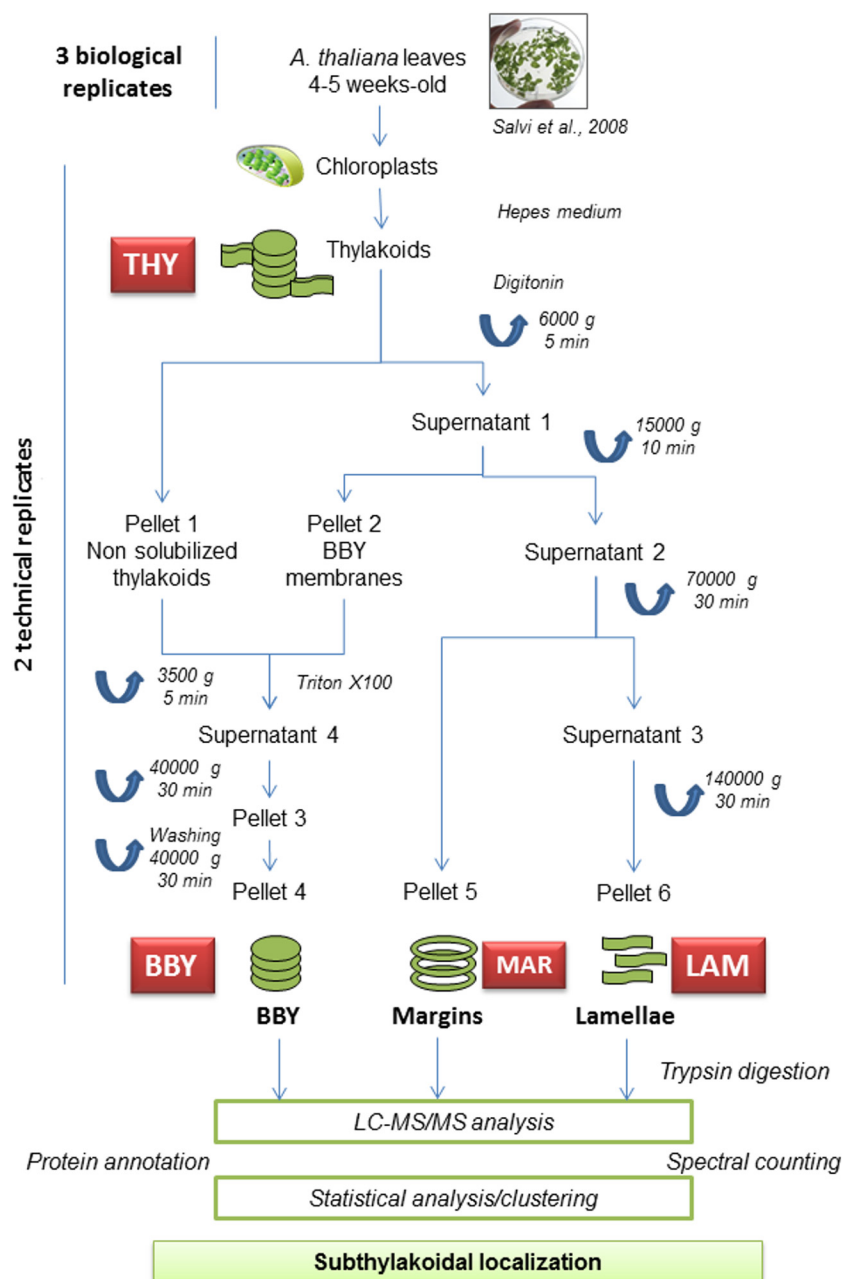 3 biological
replicates
A. thaliana leaves
4-5 weeks-old
Salvi et al., 2008
Chloroplasts
Hepes medium
THY
Thylakoids
Digitonin
6000 g
5 min
Supernatant 1
15000 g
10 min
2 technical replicates
Pellet 1
Non solubilized
thylakoids
Pellet 2
BBY
membranes
Supernatant 2
70000 g
30 min
3500 g
5 min
Triton X100
Supernatant 4
Supernatant 3
40000 g
30 min
140000 g
30 min
Pellet 3
Washing
40000 g
30 min
Pellet 4
Pellet 5
Pellet 6
BBY
MAR
LAM
BBY
Margins
Lamellae
Trypsin digestion
LC-MS/MS analysis
Protein annotation
Spectral counting
Statistical analysis/clustering
Subthylakoidal localization